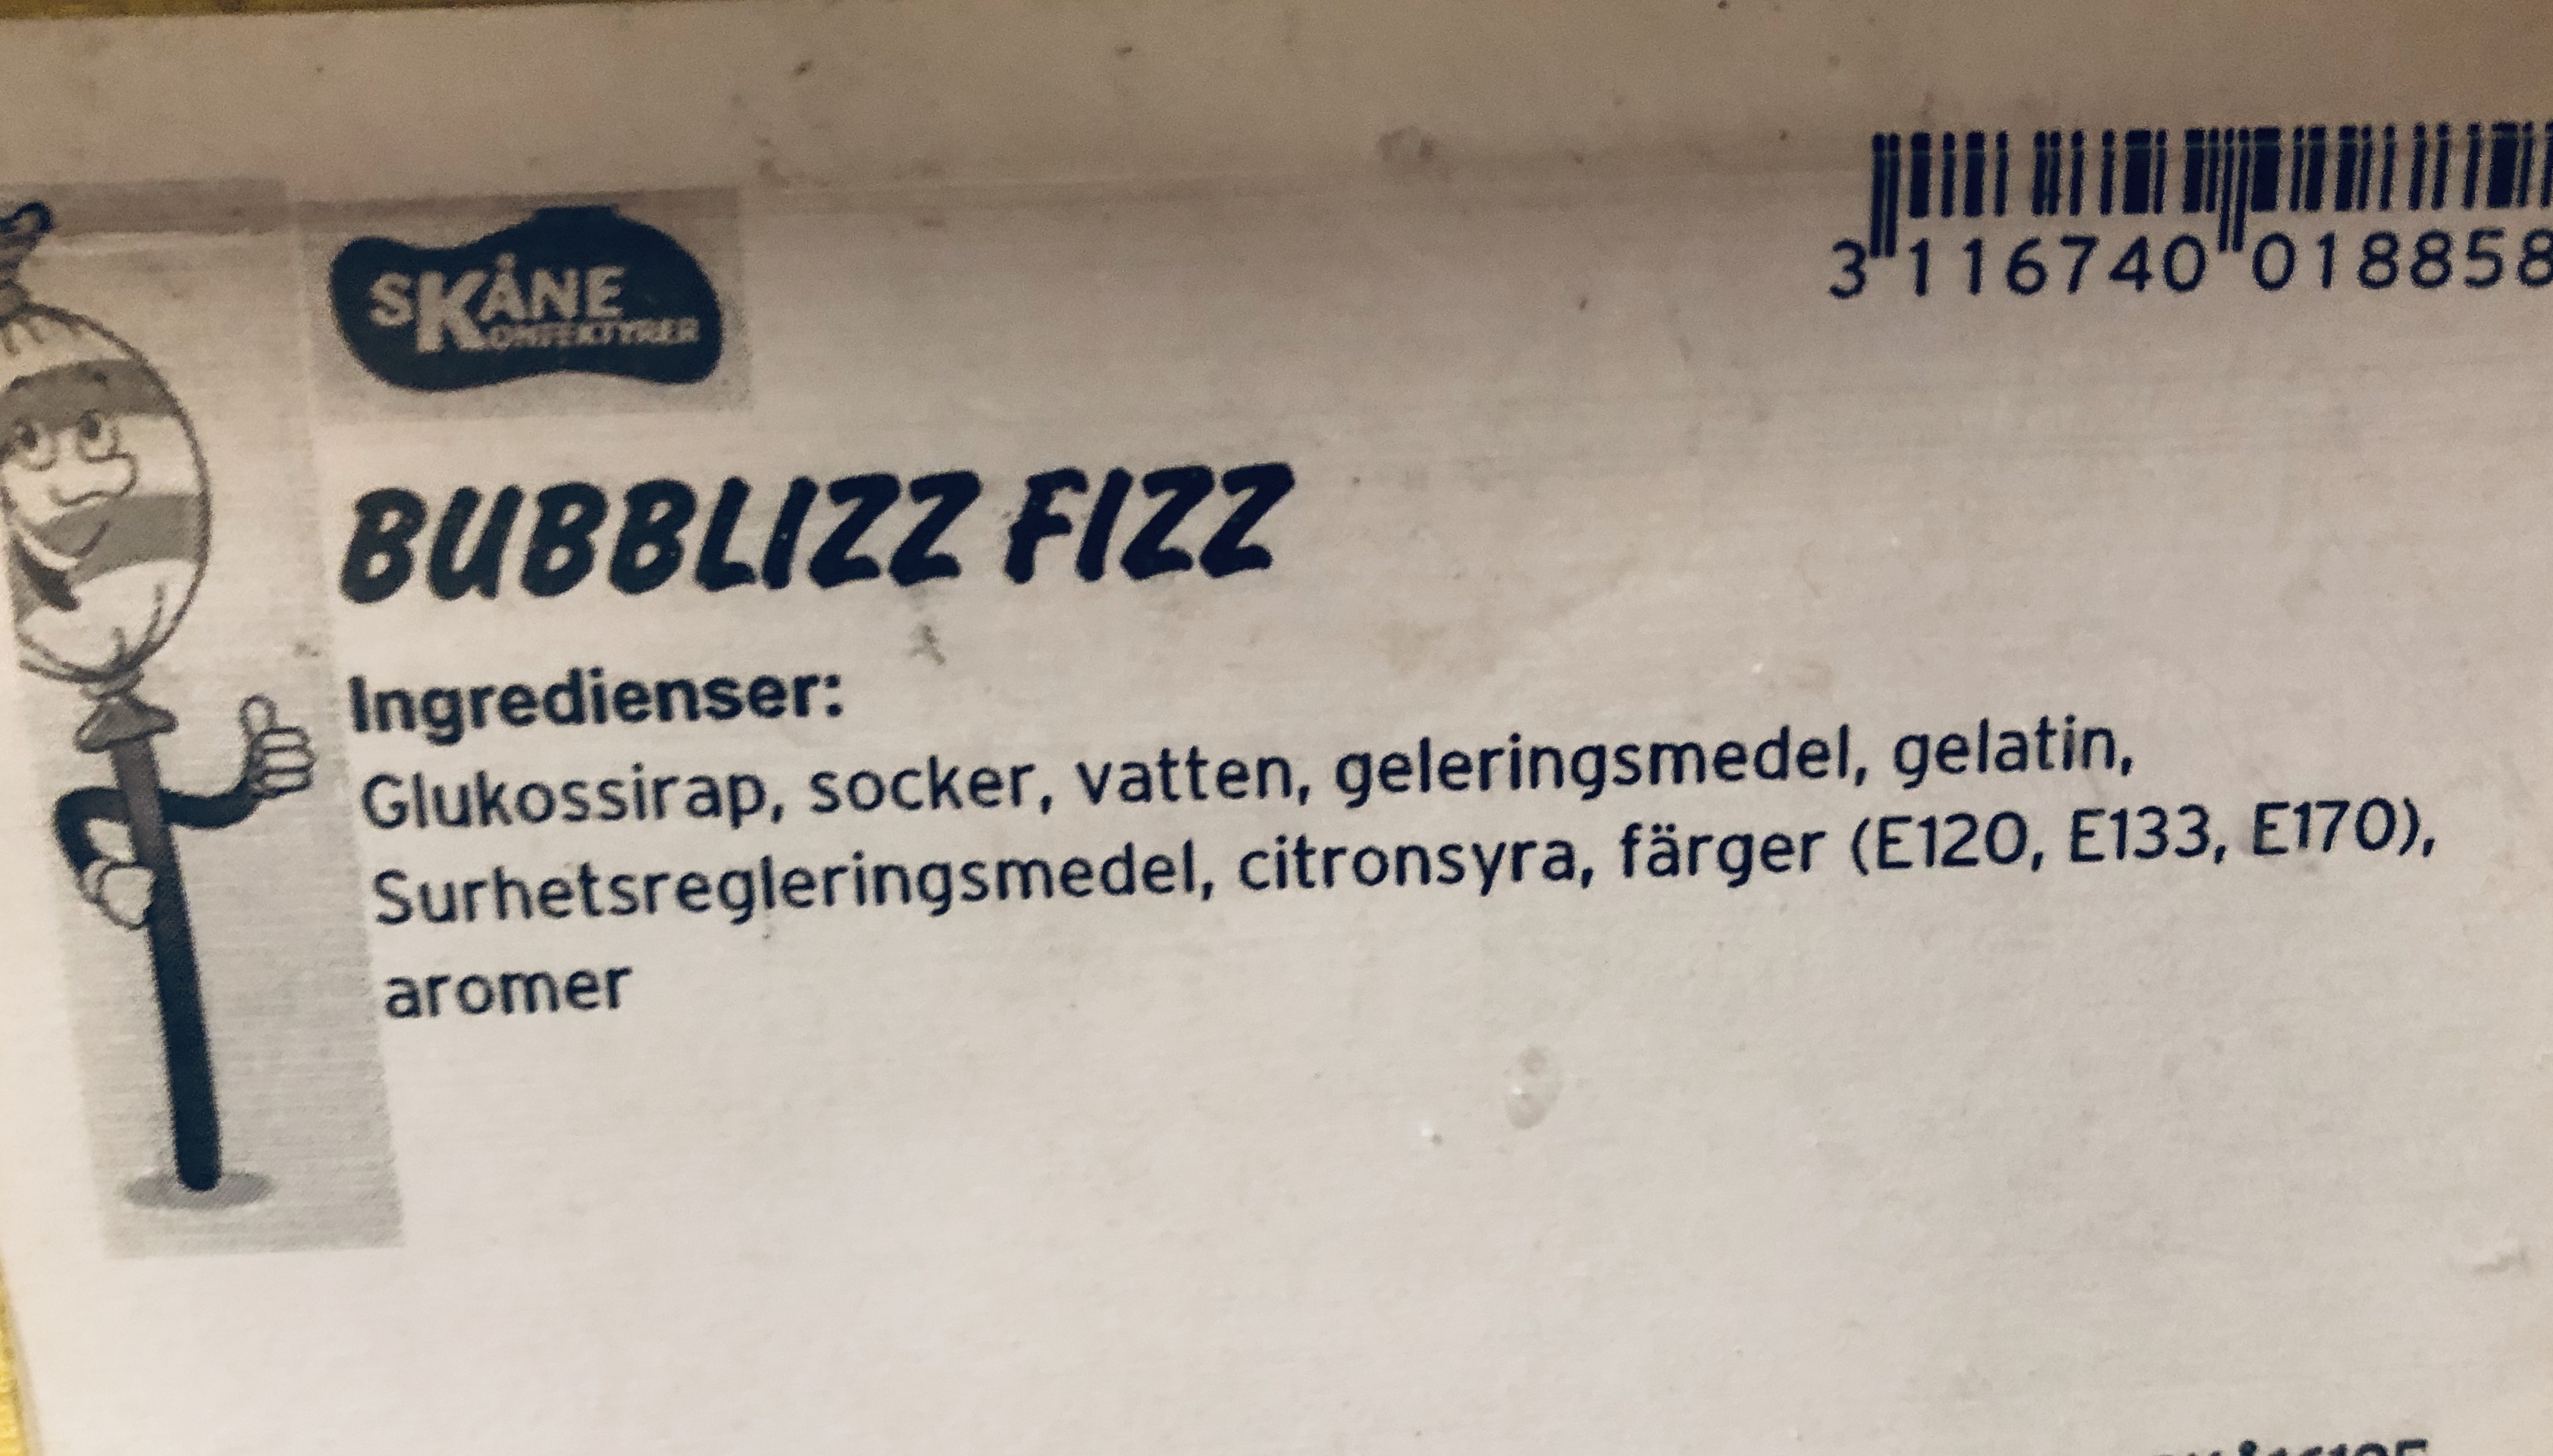 SKÅNE
KONFEKTYRER
3 116740 018858
BUBBLIZZ FIZZ
Ingredienser:
Glukossirap, socker, vatten, geleringsmedel, gelatin,
Surhetsregleringsmedel, citronsyra, färger (E120, E133, E170),
aromer